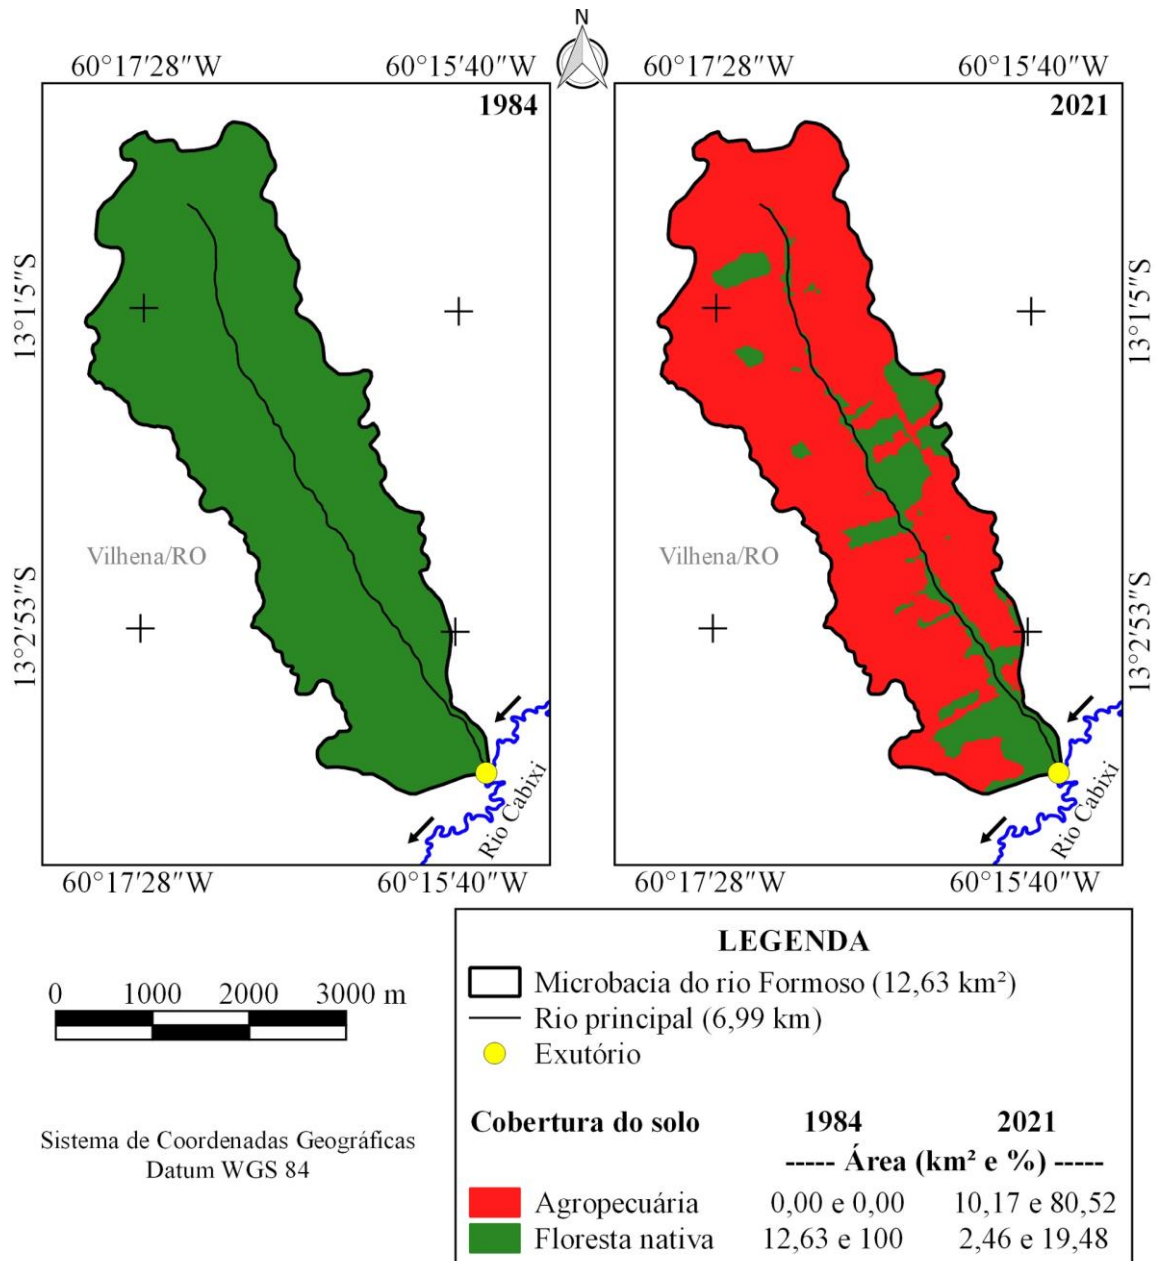 N
60°17'28"W 60°15'40"W 60°17'28"W 60°15'40"W
1984
2021
13°1'5"S
13°1'5"S
Vilhena/RO
Vilhena/RO
13°2'53"S
13°2'53"S
Rio Cabixi
Rio Cabixi
60°17'28"W 60°15'40"W 60°17'28"W 60°15'40"W
0 1000 2000 3000 m
Sistema de Coordenadas Geográficas
Datum WGS 84
LEGENDA
Microbacia do rio Formoso (12,63 km²)
Rio principal (6,99 km)
Exutório
Cobertura do solo 1984 2021
----- Área (km² e %) -----
Agropecuária 0,00 e 0,00 10,17 e 80,52
Floresta nativa 12,63 e 100 2,46 e 19,48